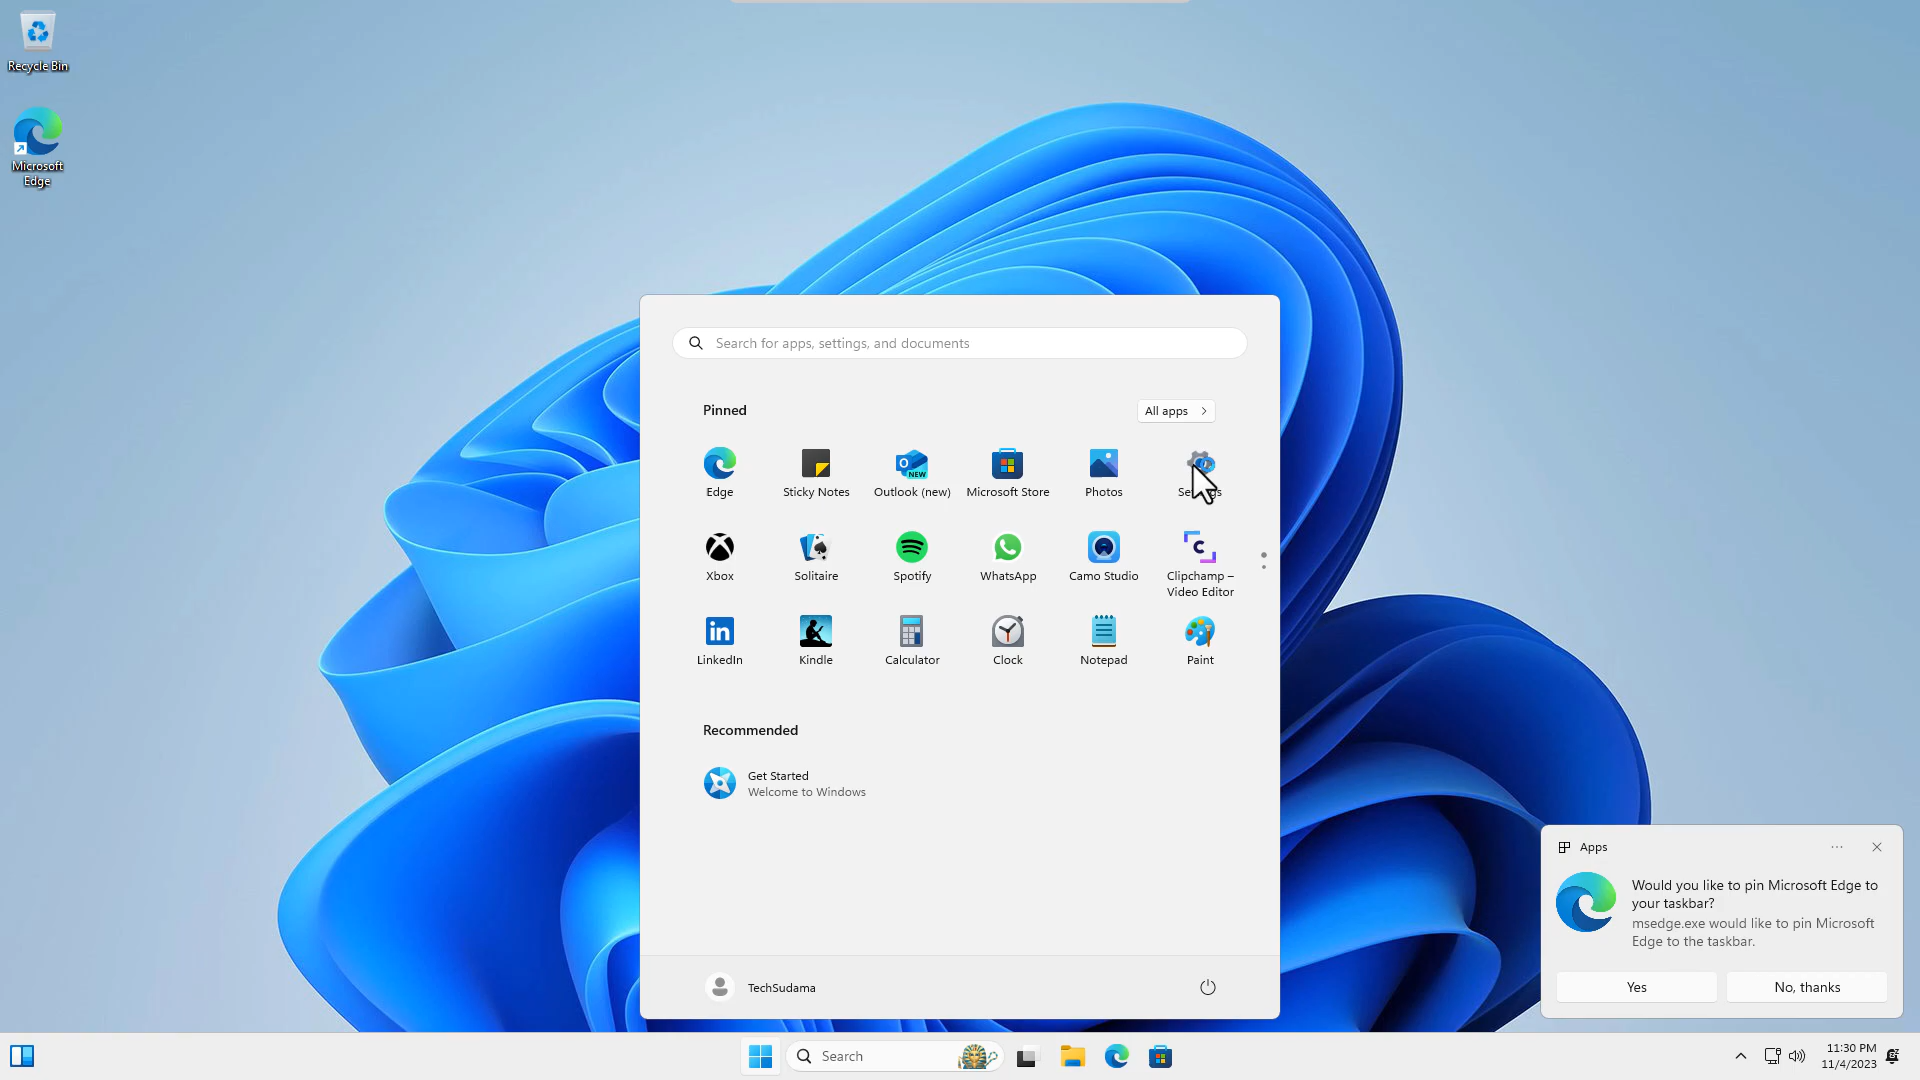 Recycle Bin
Microsoft
Edge
Search for apps, settings, and documents
Pinned
All apps
Edge
Sticky Notes
NEW
Outlook (new)
Microsoft Store
Photos
Xbox
Solitaire
Spotify
WhatsApp
Camo Studio
Clipchamp –
Video Editor
LinkedIn
Kindle
Calculator
Clock
Notepad
Paint
Recommended
Get Started
Welcome to Windows
TechSudama
Apps
Would you like to pin Microsoft Edge to
your taskbar?
msedge.exe would like to pin Microsoft
Edge to the taskbar.
Yes
No, thanks
Search
11:30 PM
11/4/2023